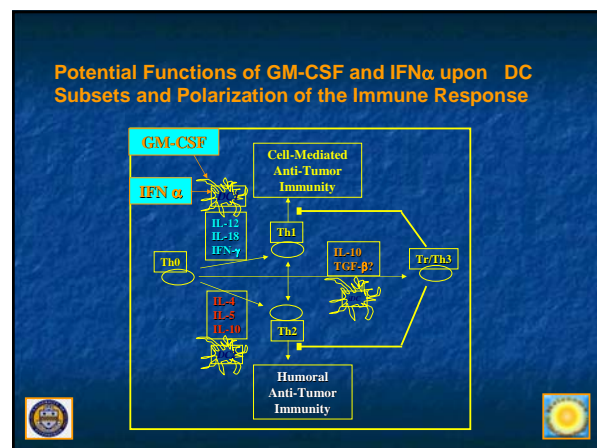 Potential Functions of GM-CSF and IFNα upon DC
Subsets and Polarization of the Immune Response
GM-CSF
IFN α
Cell-Mediated
Anti-Tumor
Immunity
IL-12
IL-18
IFN-γ
Th1
Th0
IL-10
TGF-β?
Tr/Th3
IL-4
IL-5
IL-10
Th2
Humoral
Anti-Tumor
Immunity